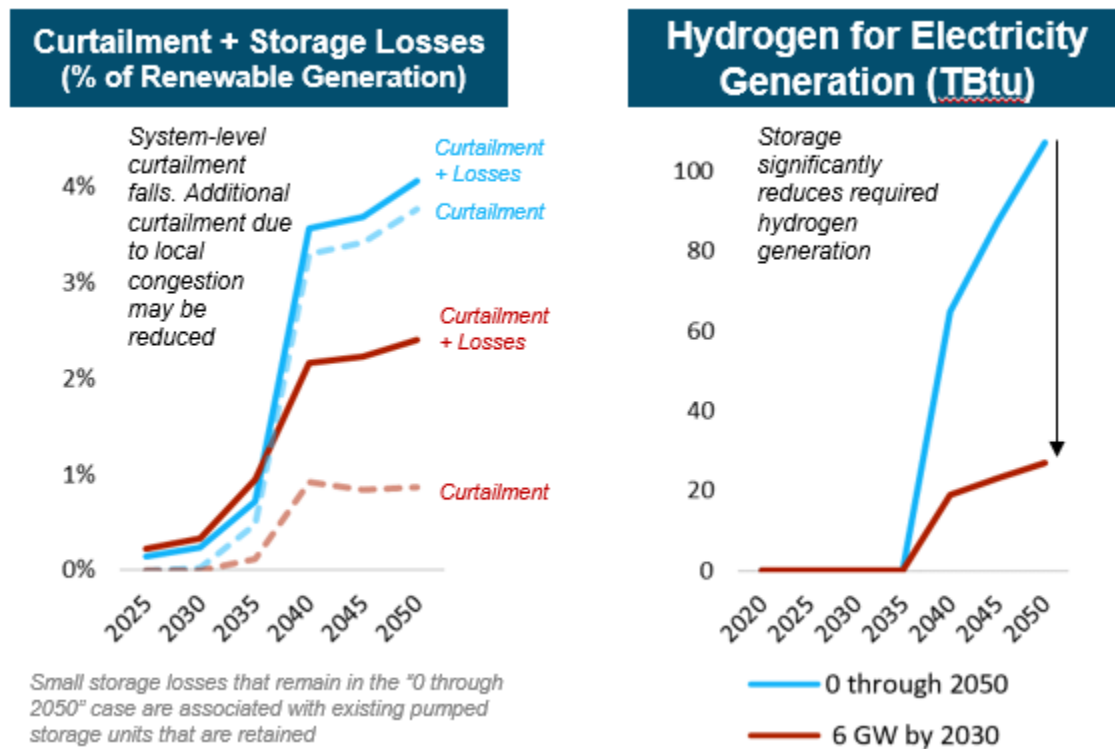 Curtailment + Storage Losses
(% of Renewable Generation)
System-level
curtailment
falls. Additional
curtailment due
to local
congestion
may be
reduced
4%
3%
2%
1%
0%
Curtailment
+ Losses
Curtailment
Curtailment
+ Losses
Curtailment
2025
2030
2035
2040
2045
2050
Small storage losses that remain in the "0 through
2050" case are associated with existing pumped
storage units that are retained
Hydrogen for Electricity
Generation (TBtu)
Storage
significantly
reduces required
hydrogen
generation
100
80
60
40
20
0
2020
2025
2030
2035
2040
2045
2050
0 through 2050
6 GW by 2030